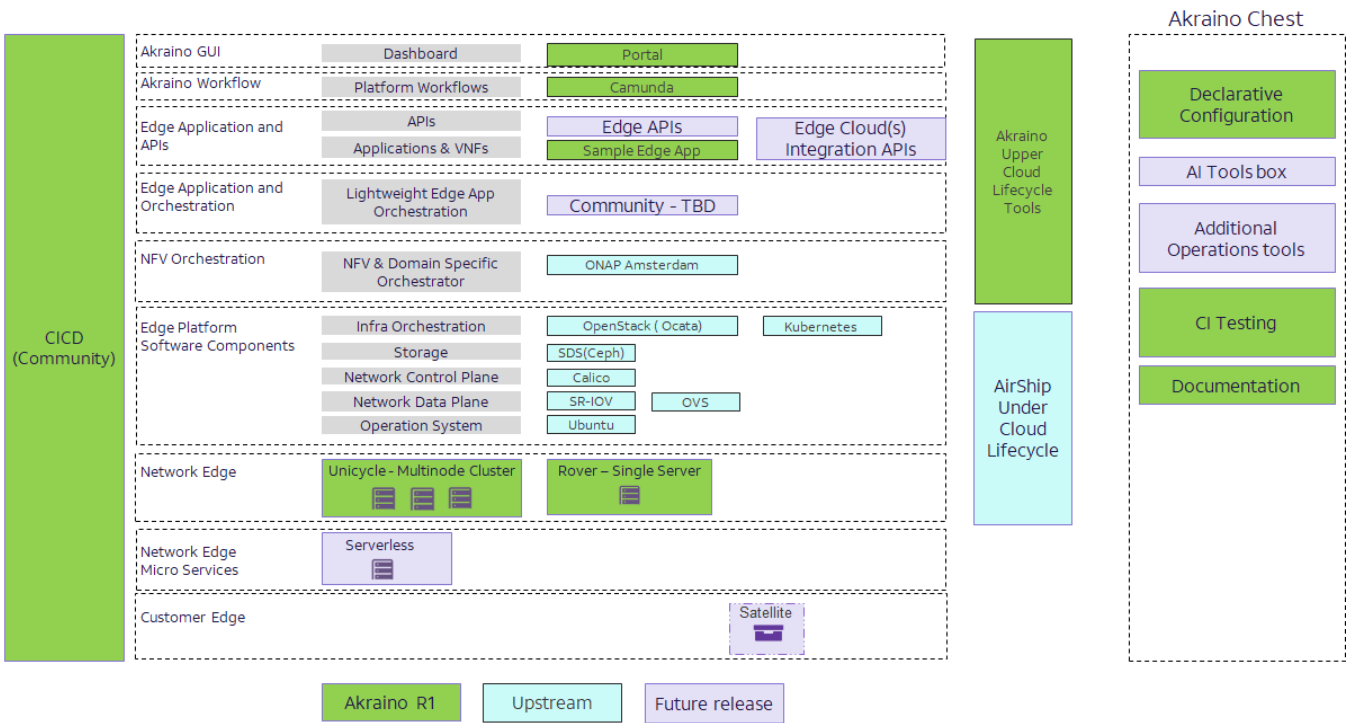 Akraino Chest
CICD
(Community)
Akraino GUI
Dashboard
Portal
Akraino Workflow
Platform Workflows
Camunda
Edge Application and
APIs
APIs
Edge APIs
Edge Cloud(s)
Integration APIs
Applications & VNFs
Sample Edge App
Edge Application and
Orchestration
Lightweight Edge App
Orchestration
Community - TBD
NFV Orchestration
NFV & Domain Specific
Orchestrator
ONAP Amsterdam
Edge Platform
Software Components
Infra Orchestration
OpenStack ( Ocata)
Kubernetes
Storage
SDS(Ceph)
Network Control Plane
Calico
Network Data Plane
SR-IOV
OVS
Operation System
Ubuntu
Network Edge
Unicycle - Multinode Cluster
Rover – Single Server
Network Edge
Micro Services
Serverless
Customer Edge
Satellite
Akraino
Upper
Cloud
Lifecycle
Tools
AirShip
Under
Cloud
Lifecycle
Declarative
Configuration
AI Tools box
Additional
Operations tools
CI Testing
Documentation
Akraino R1
Upstream
Future release